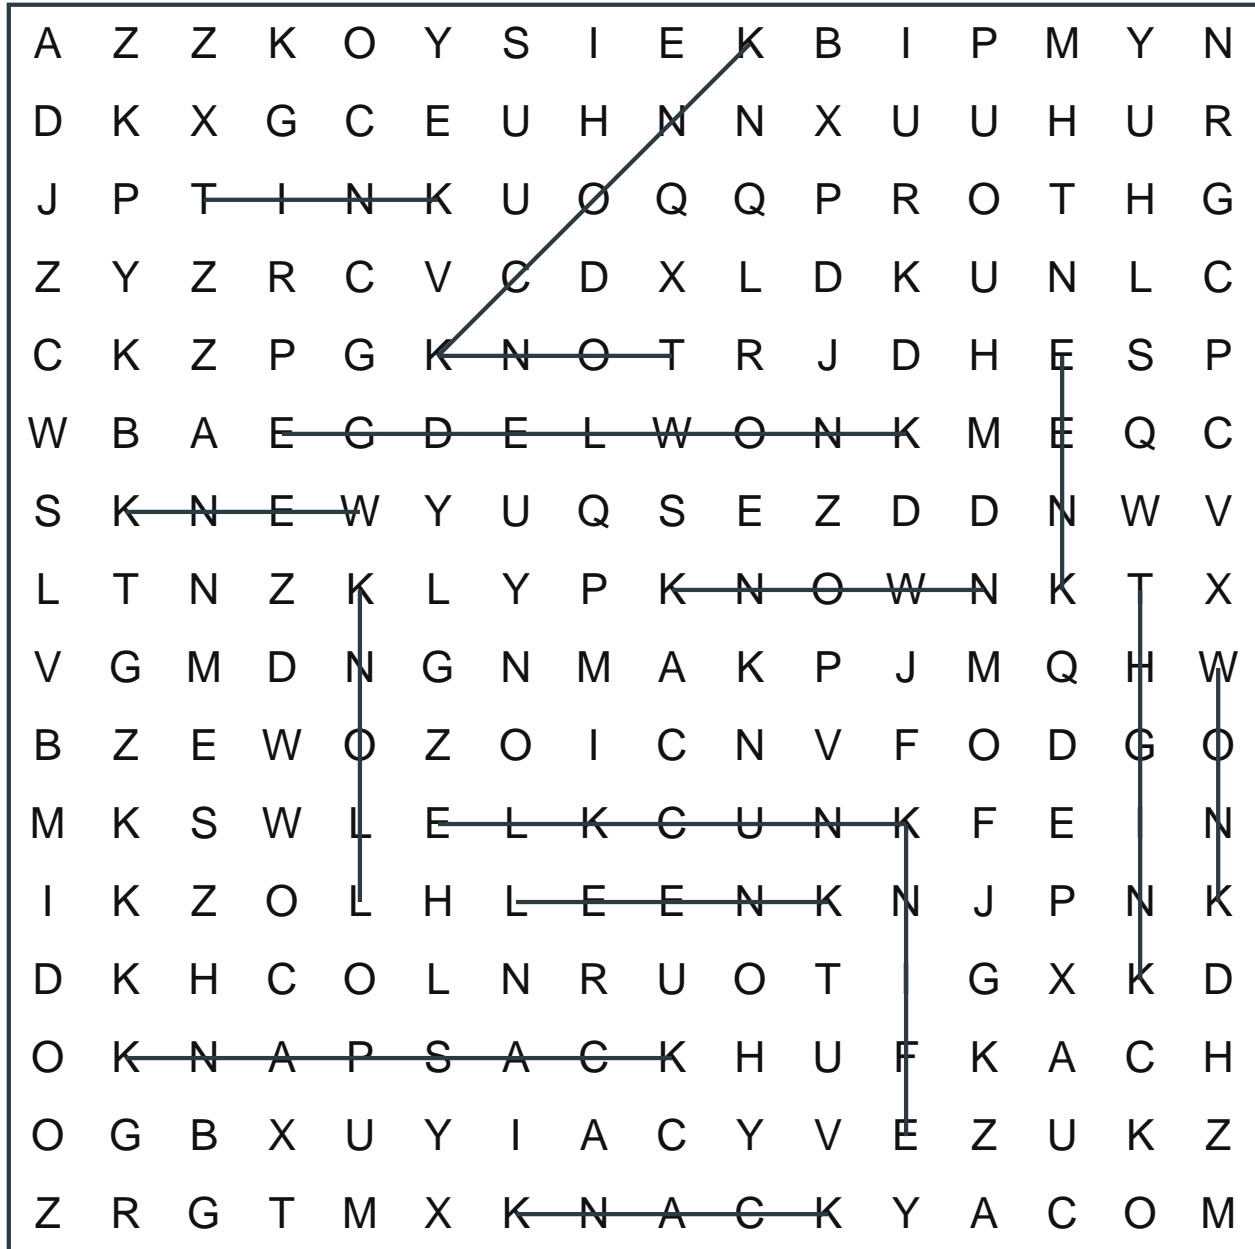 A Z Z K O Y S I E K B I P M Y N
D K X G C E U H N N X U U H U R
J P T I N K U O Q Q P R O T H G
Z Y Z R C V C D X L D K U N L C
C K Z P G K N O T R J D H E S P
W B A E G D E L W O N K M E Q C
S K N E W Y U Q S E Z D D N W V
L T N Z K L Y P K N O W N K T X
V G M D N G N M A K P J M Q H W
B Z E W O Z O I C N V F O D G O
M K S W L E L K C U N K F E I N
I K Z O L H L E E N K N J P N K
D K H C O L N R U O T I G X K D
O K N A P S A C K H U F K A C H
O G B X U Y I A C Y V E Z U K Z
Z R G T M X K N A C K Y A C O M